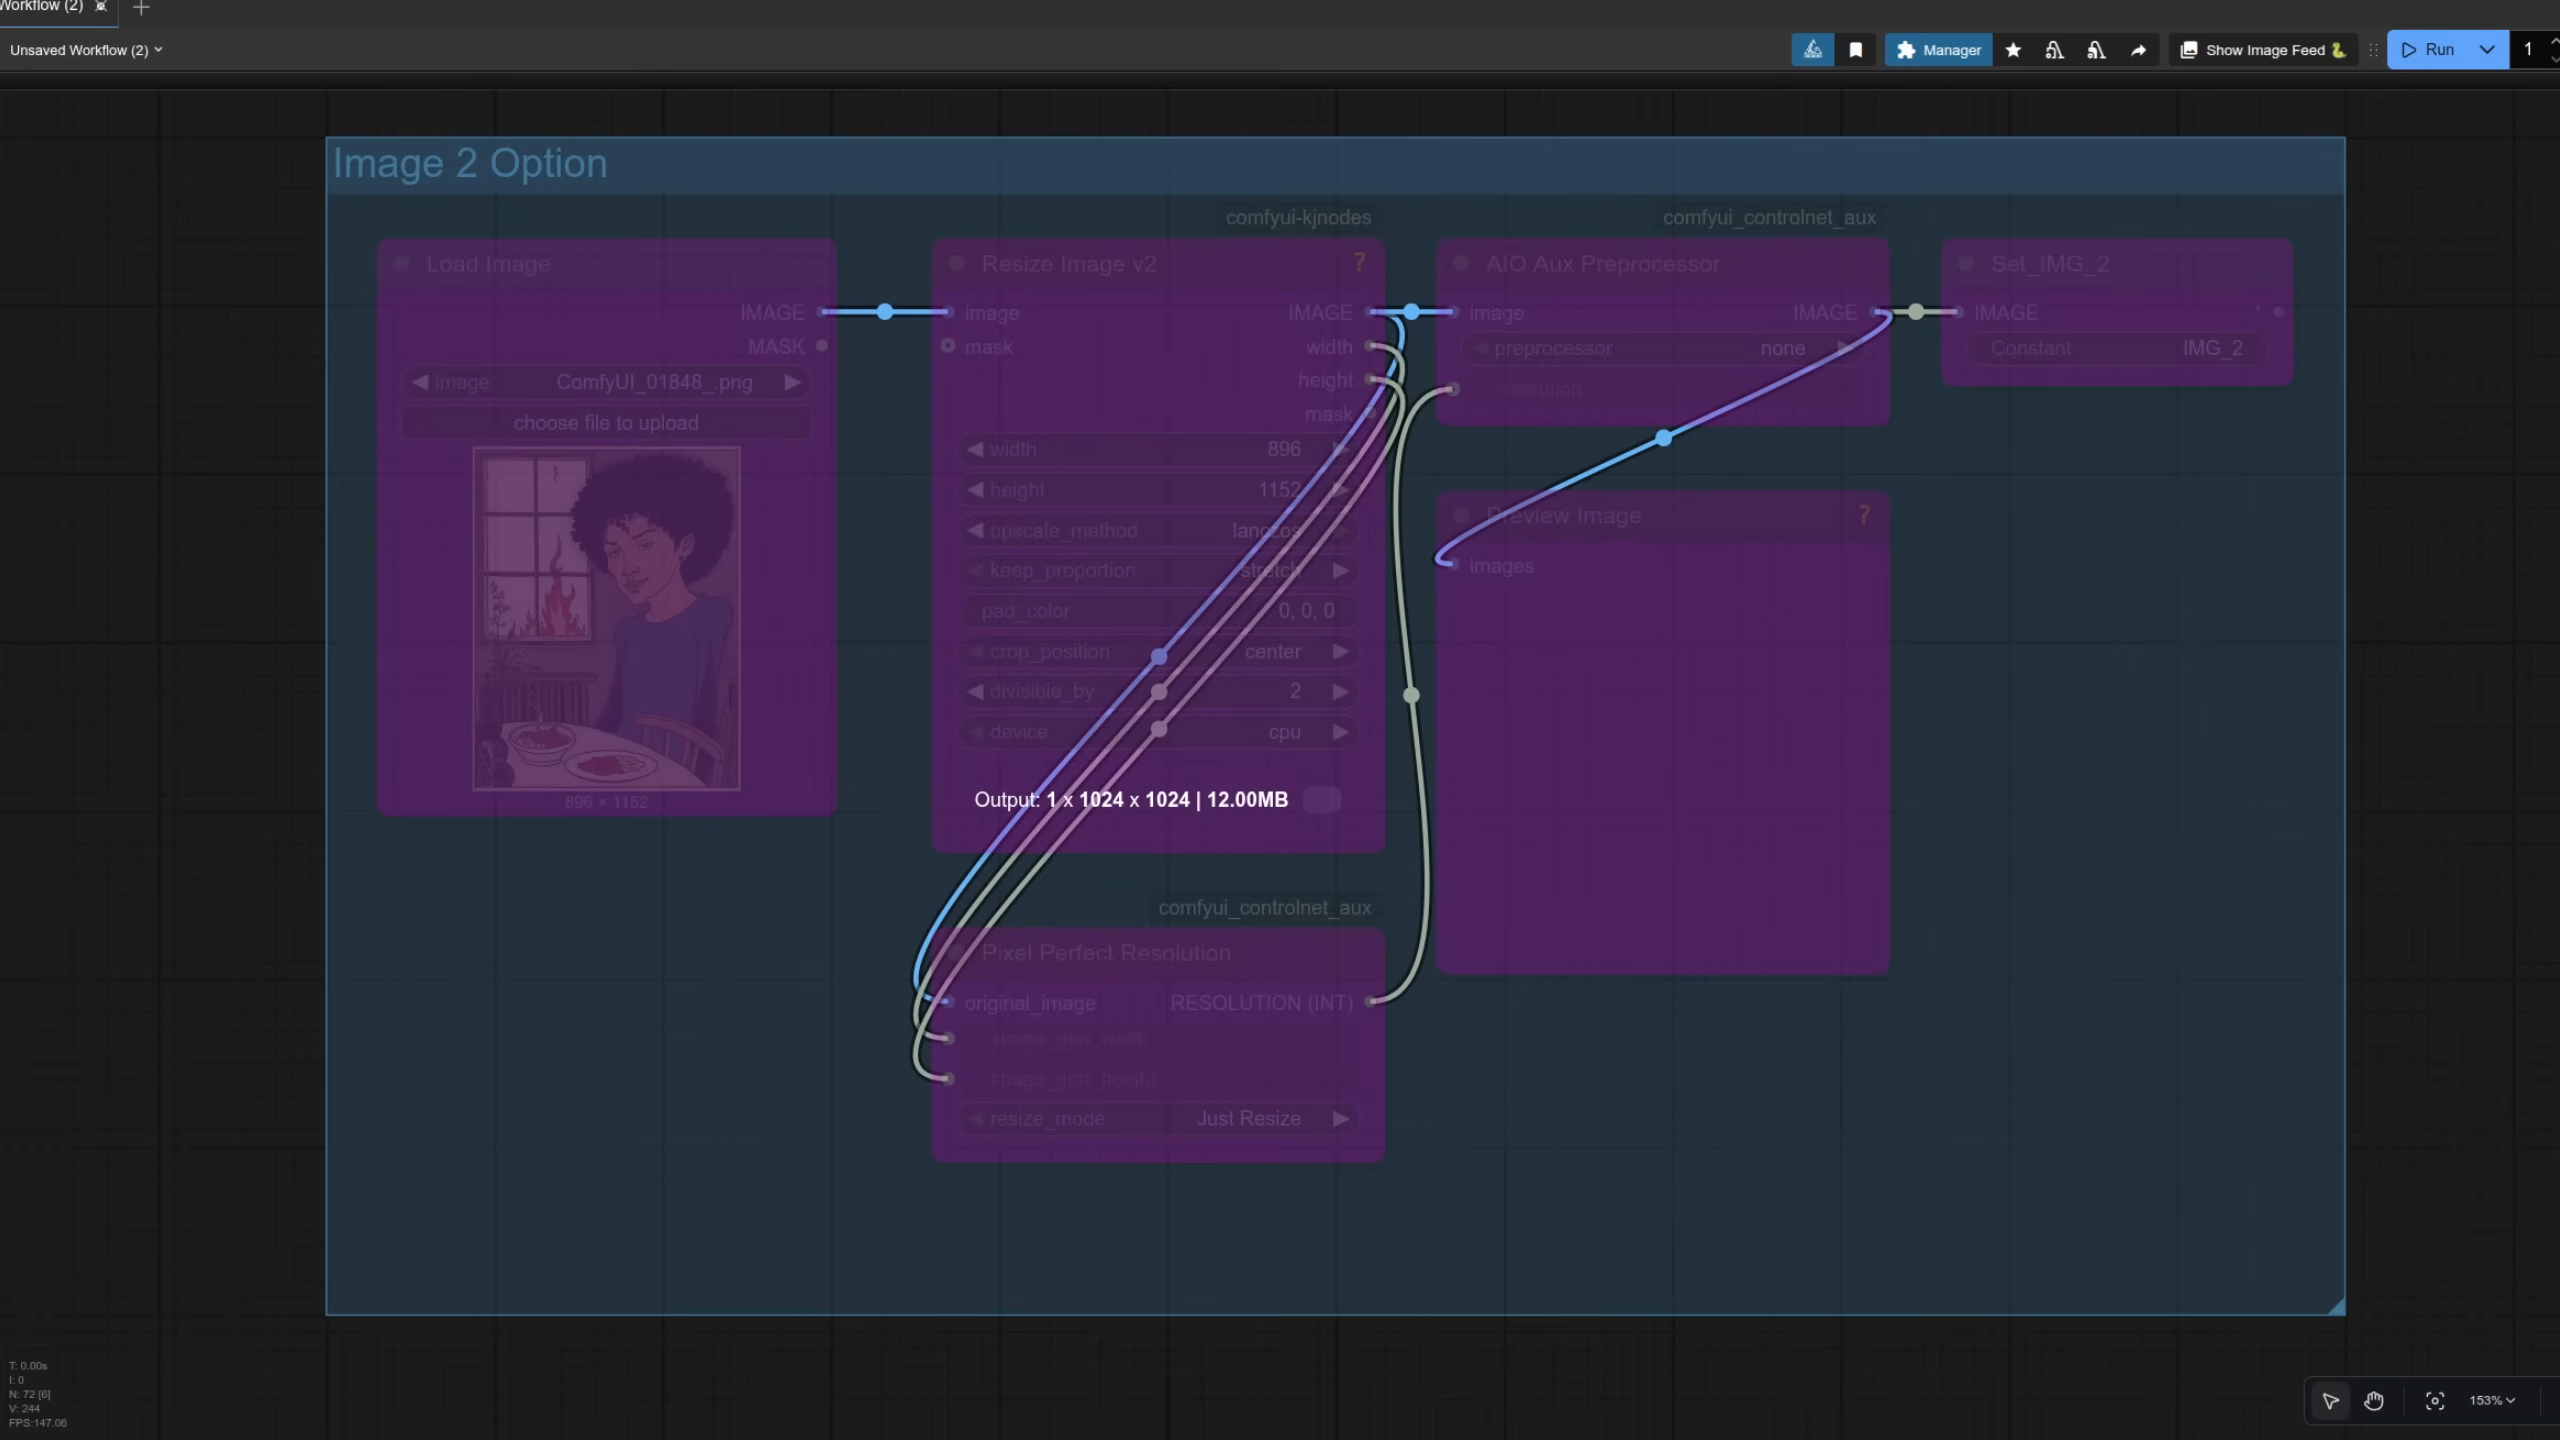 Workflow (2)
Unsaved Workflow (2)
Manager
Show Image Feed
Run
1
Image 2 Option
comfyui-kjnodes
comfyui_controlnet_aux
Load Image
IMAGE
MASK
image ComfyUI_01848_.png
choose file to upload
896 × 1152
Resize Image v2 ?
image IMAGE
mask width
height
mask
width 896
height 1152
upscale_method lanczos
keep_proportion stretch
pad_color 0, 0, 0
crop_position center
divisible_by 2
device cpu
Output: 1 x 1024 x 1024 | 12.00MB
AIO Aux Preprocessor
image IMAGE
preprocessor none
resolution
Set_IMG_2
IMAGE *
Constant IMG_2
Preview Image ?
images
comfyui_controlnet_aux
Pixel Perfect Resolution
original_image RESOLUTION (INT)
image_gen_width
image_gen_height
resize_mode Just Resize
T: 0.00s
I: 0
N: 72 [6]
V: 244
FPS:147.06
153%